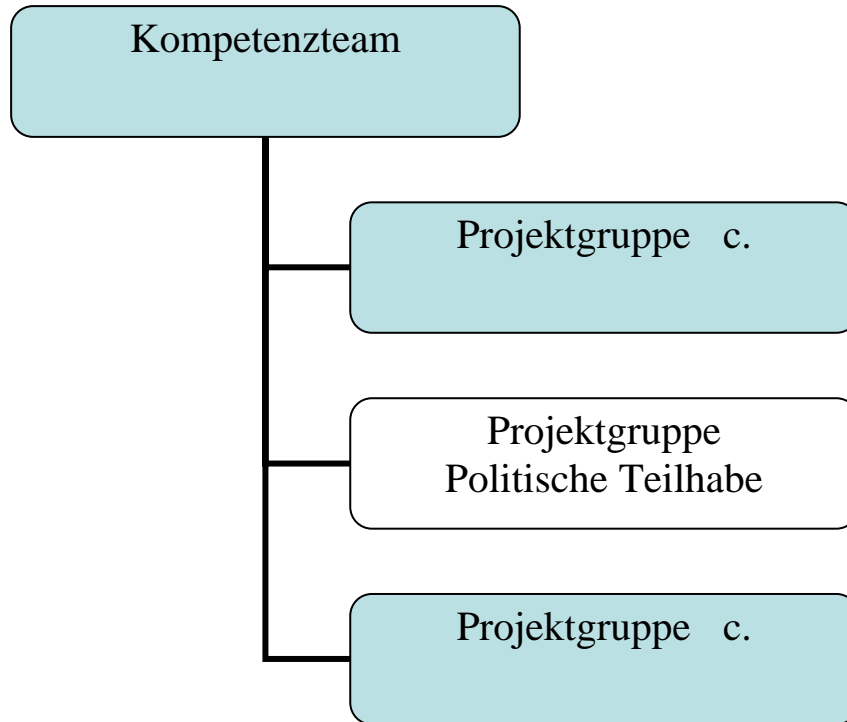 Kompetenzteam
Projektgruppe c.
Projektgruppe
Politische Teilhabe
Projektgruppe c.